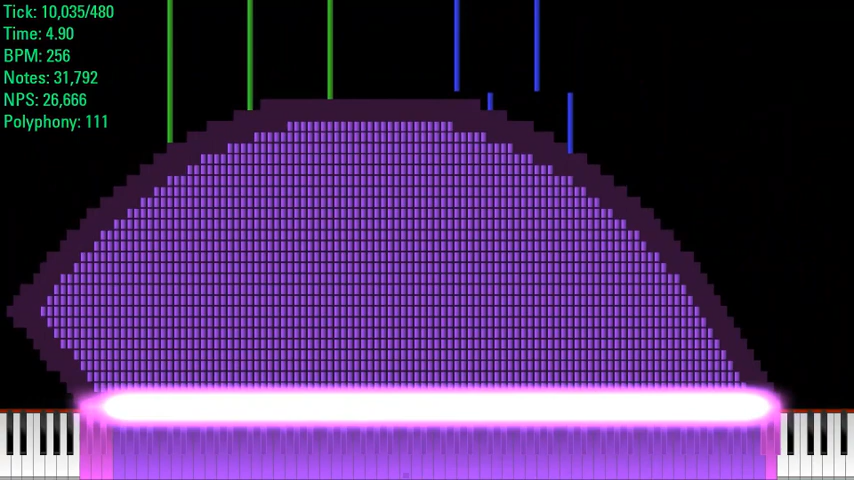 Tick: 10,035/480
Time: 4.90
BPM: 256
Notes: 31,792
NPS: 26,666
Polyphony: 111